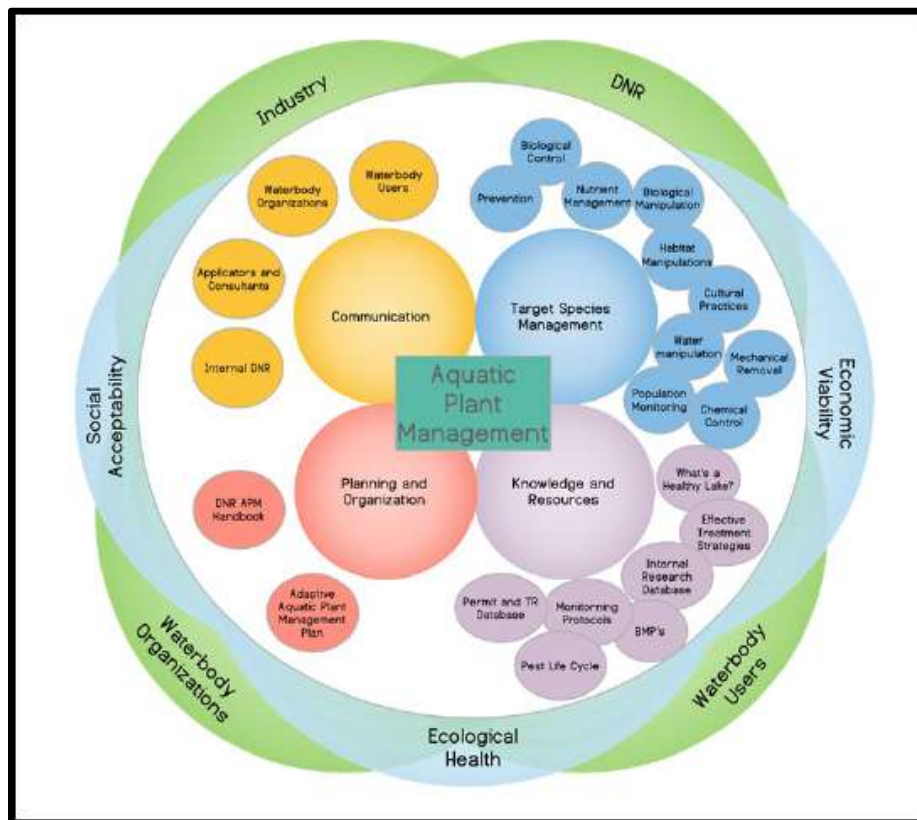 Industry
DNR
Biological
Control
Waterbody
Users
Waterbody
Organizations
Prevention
Nutrient
Management
Biological
Manipulation
Habitat
Manipulations
Applicators and
Consultants
Cultural
Practices
Communication
Target Species
Management
Water
manipulation
Mechanical
Removal
Internal DNR
Population
Monitoring
Chemical
Control
Social
Acceptability
Economic
Viability
Aquatic
Plant
Management
Planning and
Organization
Knowledge and
Resources
What's a
Healthy Lake?
DNR APM
Handbook
Effective
Treatment
Strategies
Internal
Research
Database
Adaptive
Aquatic Plant
Management
Plan
Permit and TR
Database
Monitorning
Protocols
BMP's
Pest Life Cycle
Waterbody
Organizations
Waterbody
Users
Ecological
Health